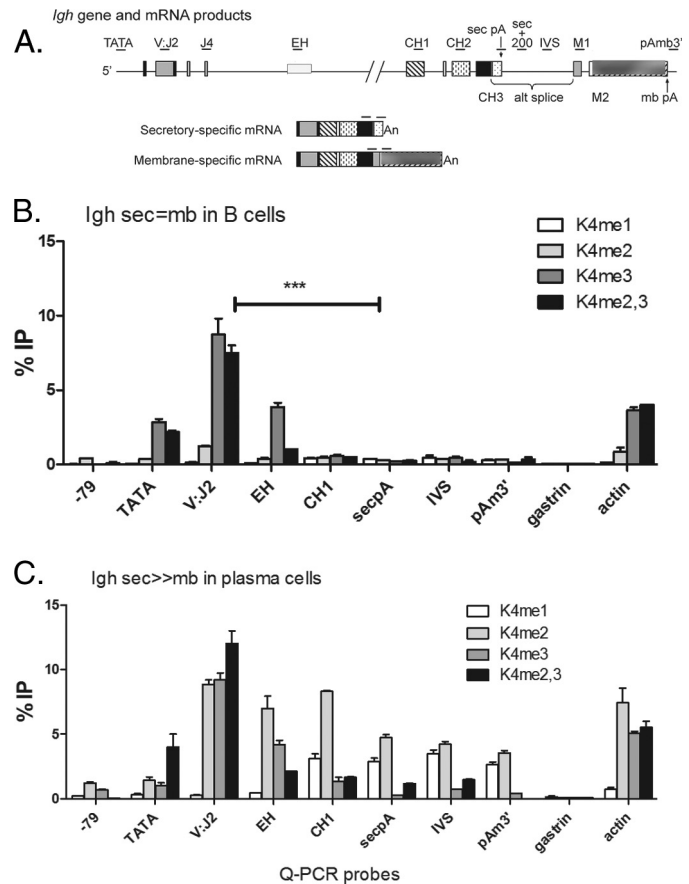 Igh gene and mRNA products
A.
TATA V:J2 J4 EH CH1 CH2 sec pA sec + 200 IVS M1 pAmb3'
5'
CH3 alt splice M2 mb pA
Secretory-specific mRNA An
Membrane-specific mRNA An
B.
Igh sec=mb in B cells
K4me1
K4me2
K4me3
K4me2,3
***
% IP
15
10
5
0
-79 TATA V:J2 EH CH1 secpA IVS pAm3' gastrin actin
C.
Igh sec>>mb in plasma cells
K4me1
K4me2
K4me3
K4me2,3
% IP
15
10
5
0
-79 TATA V:J2 EH CH1 secpA IVS pAm3' gastrin actin
Q-PCR probes